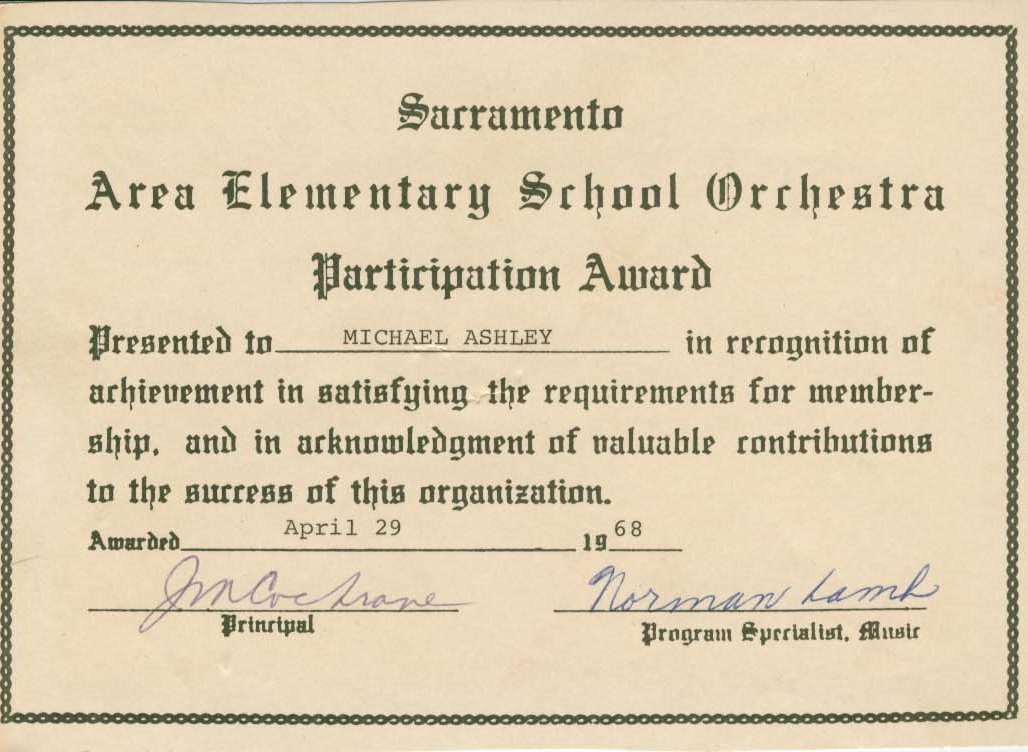 Sacramento
Area Elementary School Orchestra
Participation Award
Presented to MICHAEL ASHLEY in recognition of
achievement in satisfying the requirements for member-
ship, and in acknowledgment of valuable contributions
to the success of this organization.
Awarded April 29 1968
Cochrane Norman Lamb
Principal Program Specialist, Music